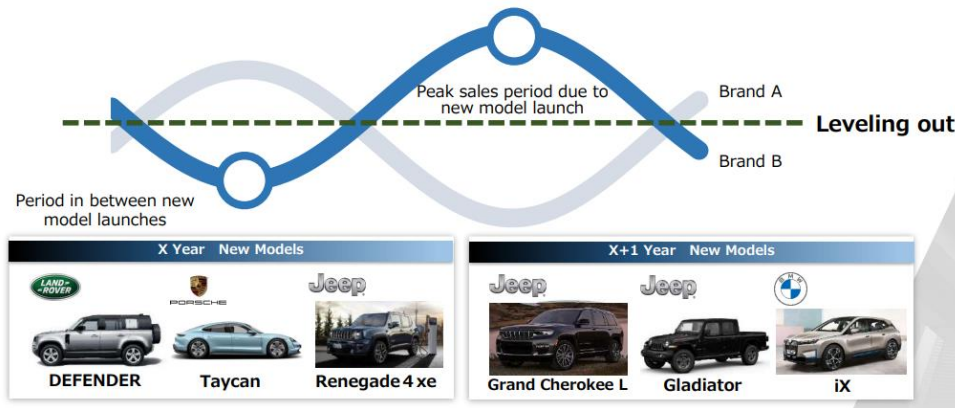 Peak sales period due to
new model launch
Brand A
Leveling out
Brand B
Period in between new
model launches
X Year New Models
LAND-
ROVER
PORSCHE
Jeep
DEFENDER
Taycan
Renegade 4 xe
X+1 Year New Models
Jeep
Jeep
BMW
Grand Cherokee L
Gladiator
iX